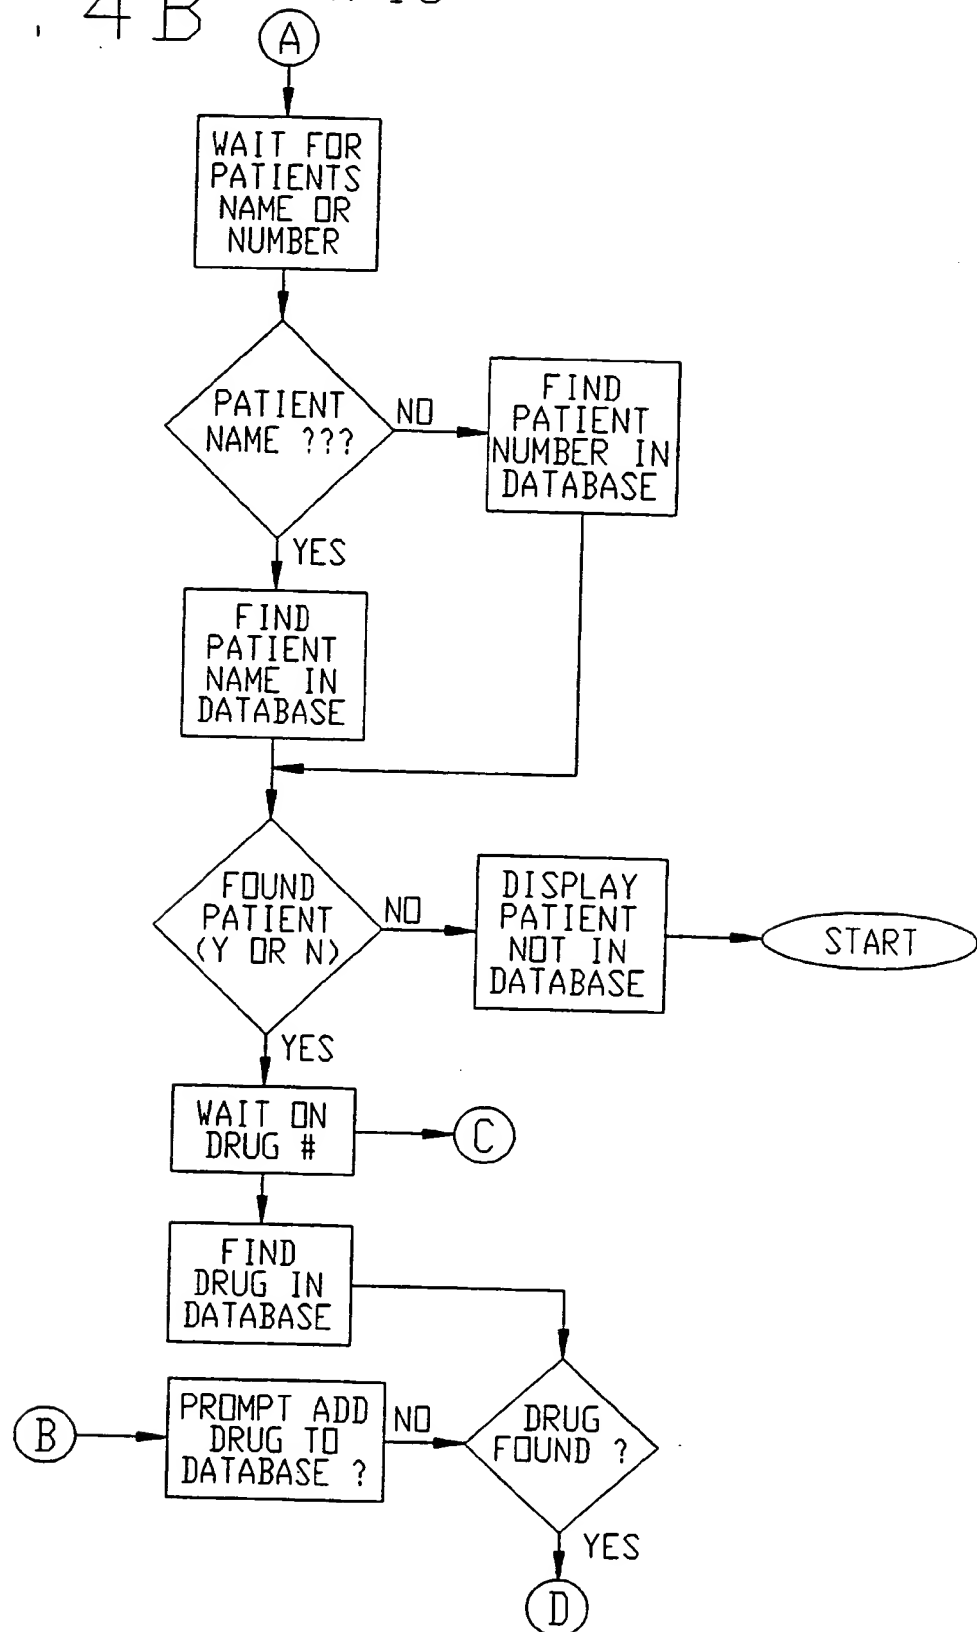 4B
A
WAIT FOR
PATIENTS
NAME OR
NUMBER
PATIENT
NAME ???
NO
FIND
PATIENT
NUMBER IN
DATABASE
YES
FIND
PATIENT
NAME IN
DATABASE
FOUND
PATIENT
(Y OR N)
NO
DISPLAY
PATIENT
NOT IN
DATABASE
START
YES
WAIT ON
DRUG #
C
FIND
DRUG IN
DATABASE
B
PROMPT ADD
DRUG TO
DATABASE ?
NO
DRUG
FOUND ?
YES
D